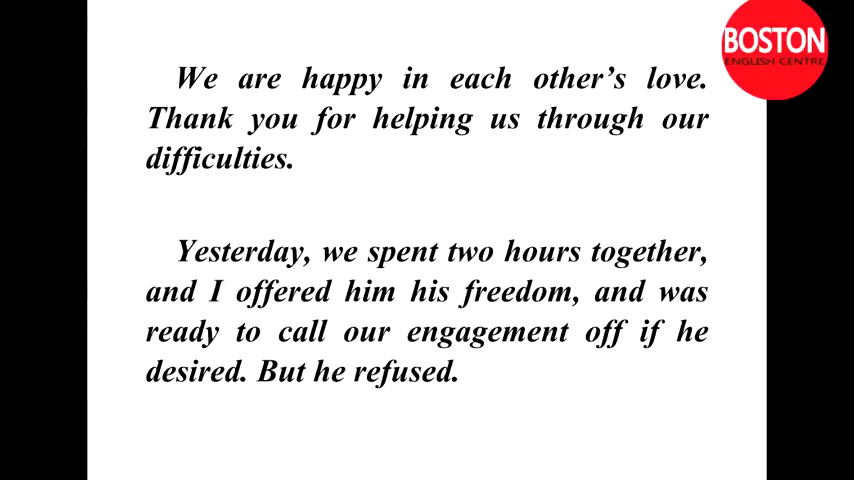 BOSTON
ENGLISH CENTRE
We are happy in each other’s love.
Thank you for helping us through our
difficulties.
Yesterday, we spent two hours together,
and I offered him his freedom, and was
ready to call our engagement off if he
desired. But he refused.